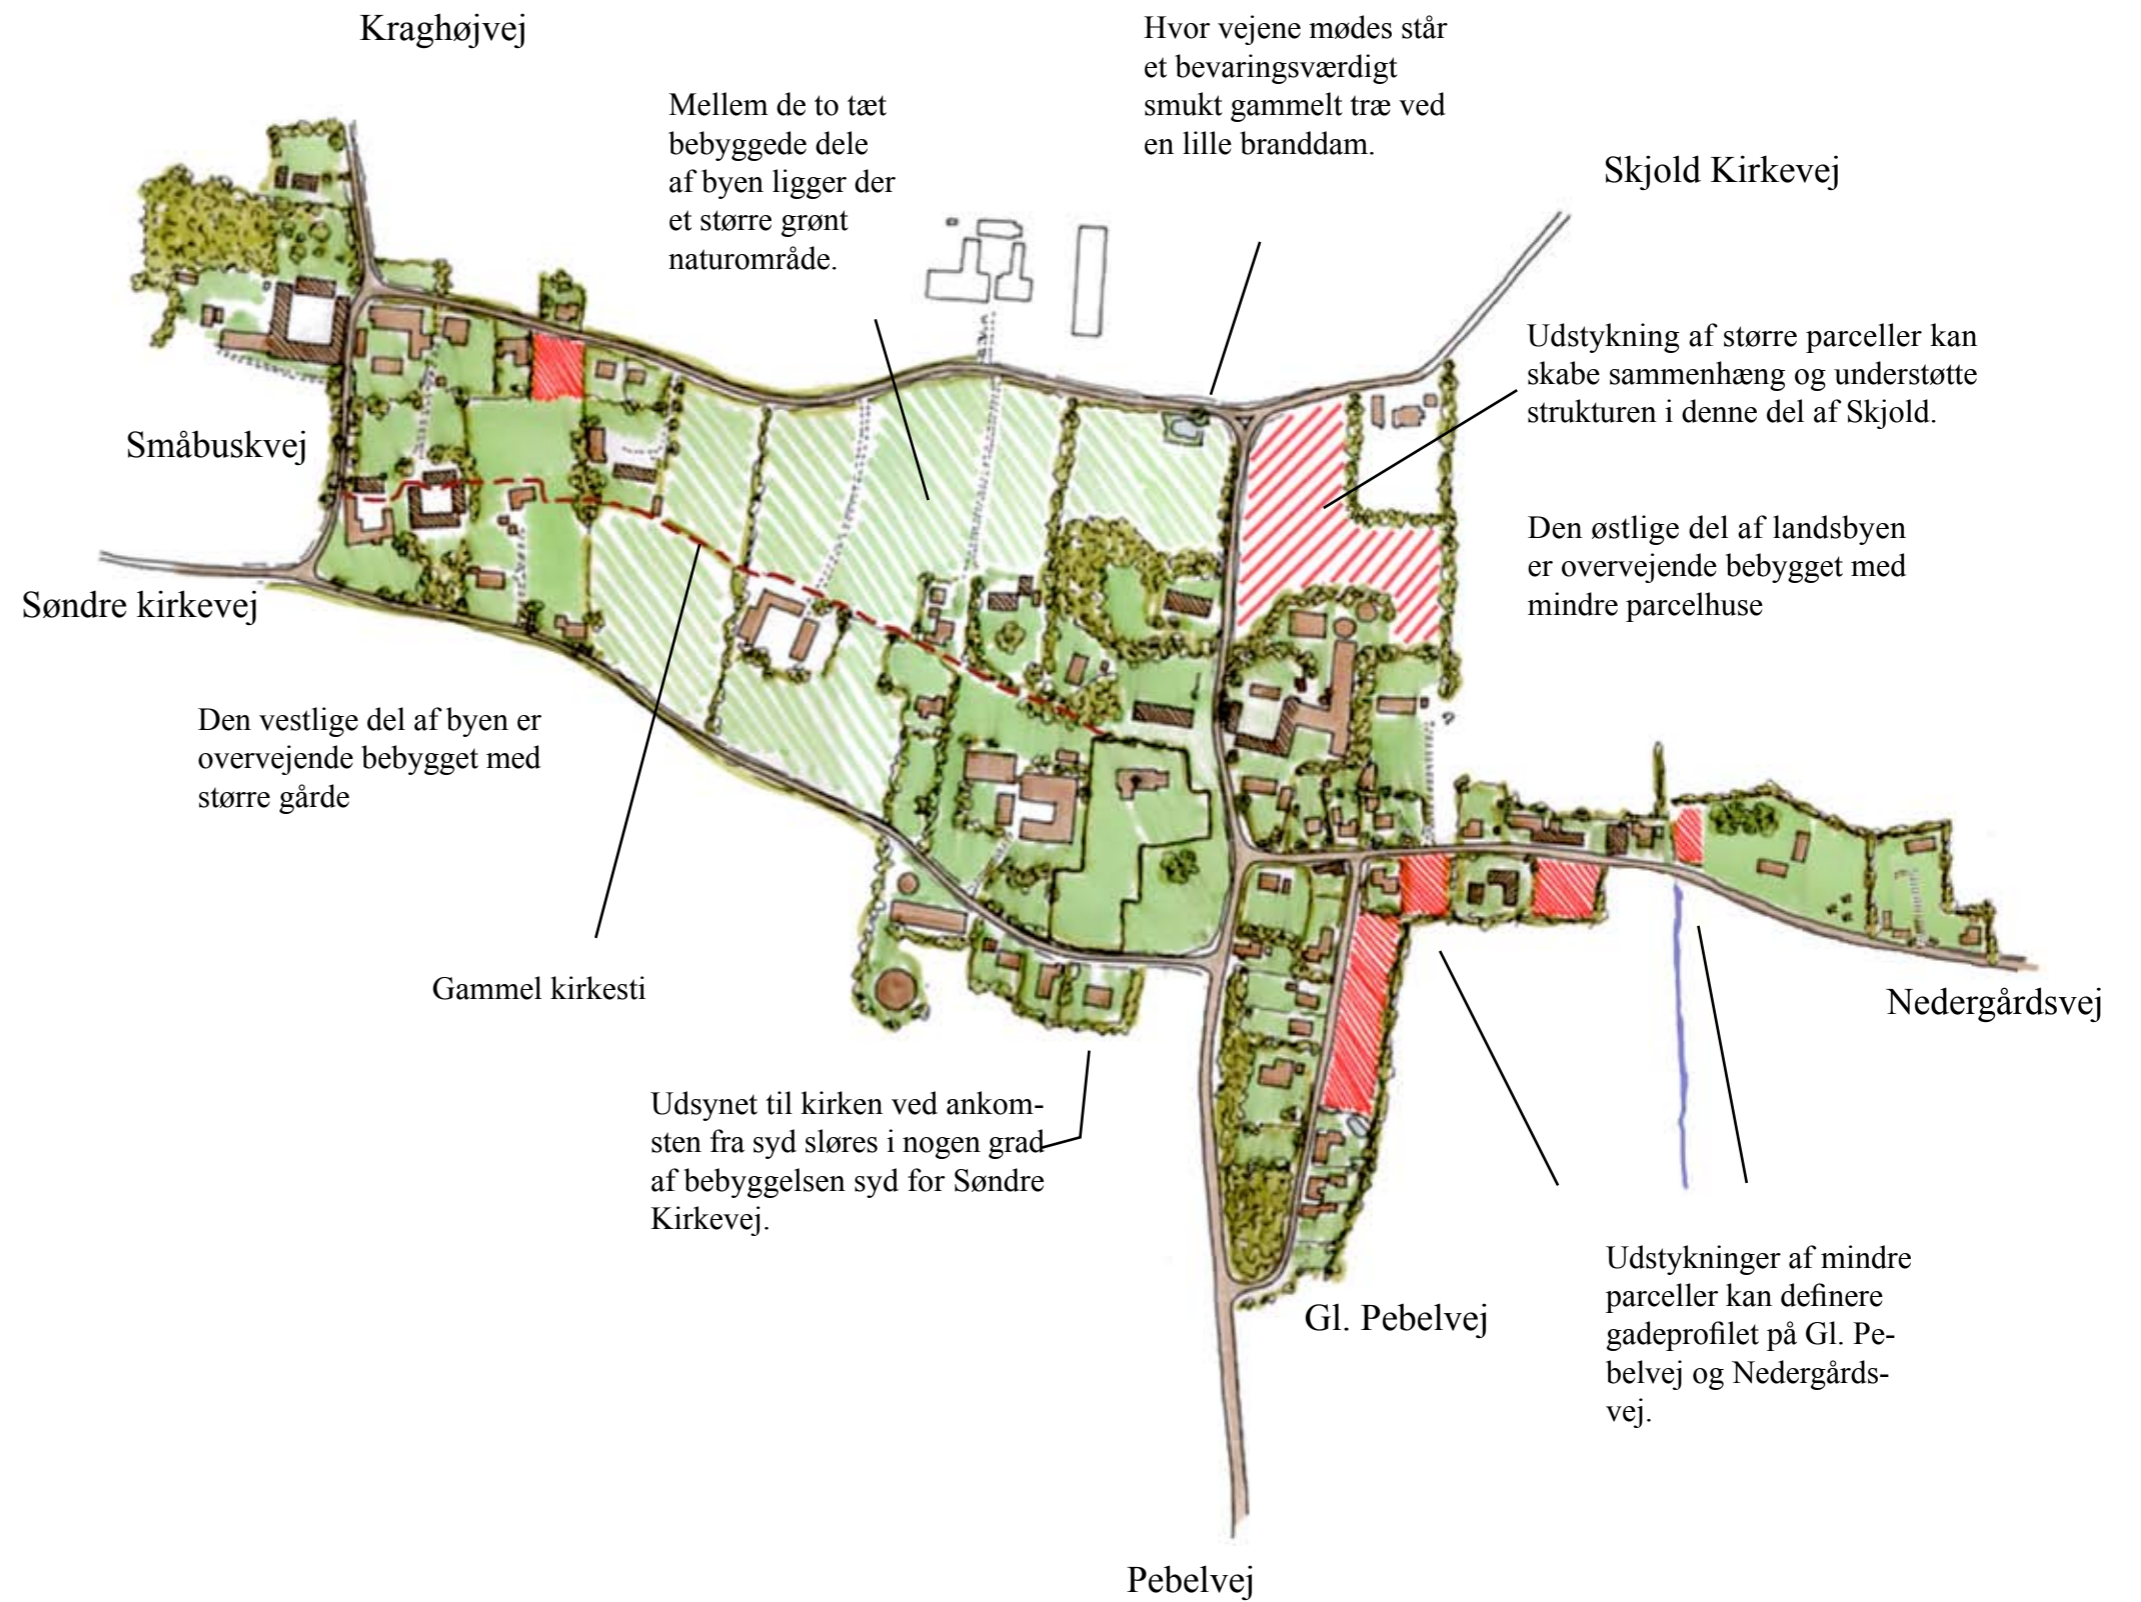 Kraghøjvej
Hvor vejene mødes står
et bevaringsværdigt
smukt gammelt træ ved
en lille branddam.
Mellem de to tæt
bebyggede dele
af byen ligger der
et større grønt
naturområde.
Skjold Kirkevej
Udstykning af større parceller kan
skabe sammenhæng og understøtte
strukturen i denne del af Skjold.
Småbuskvej
Den østlige del af landsbyen
er overvejende bebygget med
mindre parcelhuse
Søndre kirkevej
Den vestlige del af byen er
overvejende bebygget med
større gårde
Gammel kirkesti
Nedergårdsvej
Udsynet til kirken ved ankom-
sten fra syd sløres i nogen grad
af bebyggelsen syd for Søndre
Kirkevej.
Udstykninger af mindre
parceller kan definere
gadeprofilet på Gl. Pe-
belvej og Nedergårds-
vej.
Gl. Pebelvej
Pebelvej